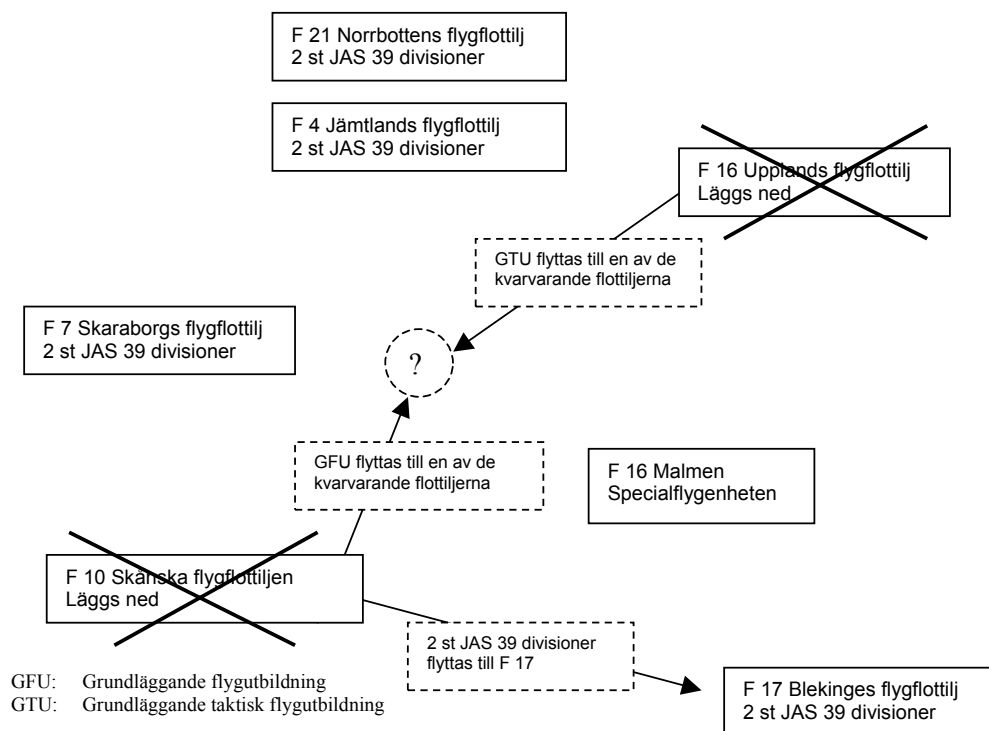 F 21 Norrbottens flygflottilj
2 st JAS 39 divisioner
F 4 Jämtlands flygflottilj
2 st JAS 39 divisioner
F 16 Upplands flygflottilj
Läggs ned
GTU flyttas till en av de
kvarvarande flottiljerna
F 7 Skaraborgs flygflottilj
2 st JAS 39 divisioner
?
GFU flyttas till en av de
kvarvarande flottiljerna
F 16 Malmen
Specialflygenheten
F 10 Skånska flygflottiljen
Läggs ned
2 st JAS 39 divisioner
flyttas till F 17
F 17 Blekinges flygflottilj
2 st JAS 39 divisioner
GFU: Grundläggande flygutbildning
GTU: Grundläggande taktisk flygutbildning